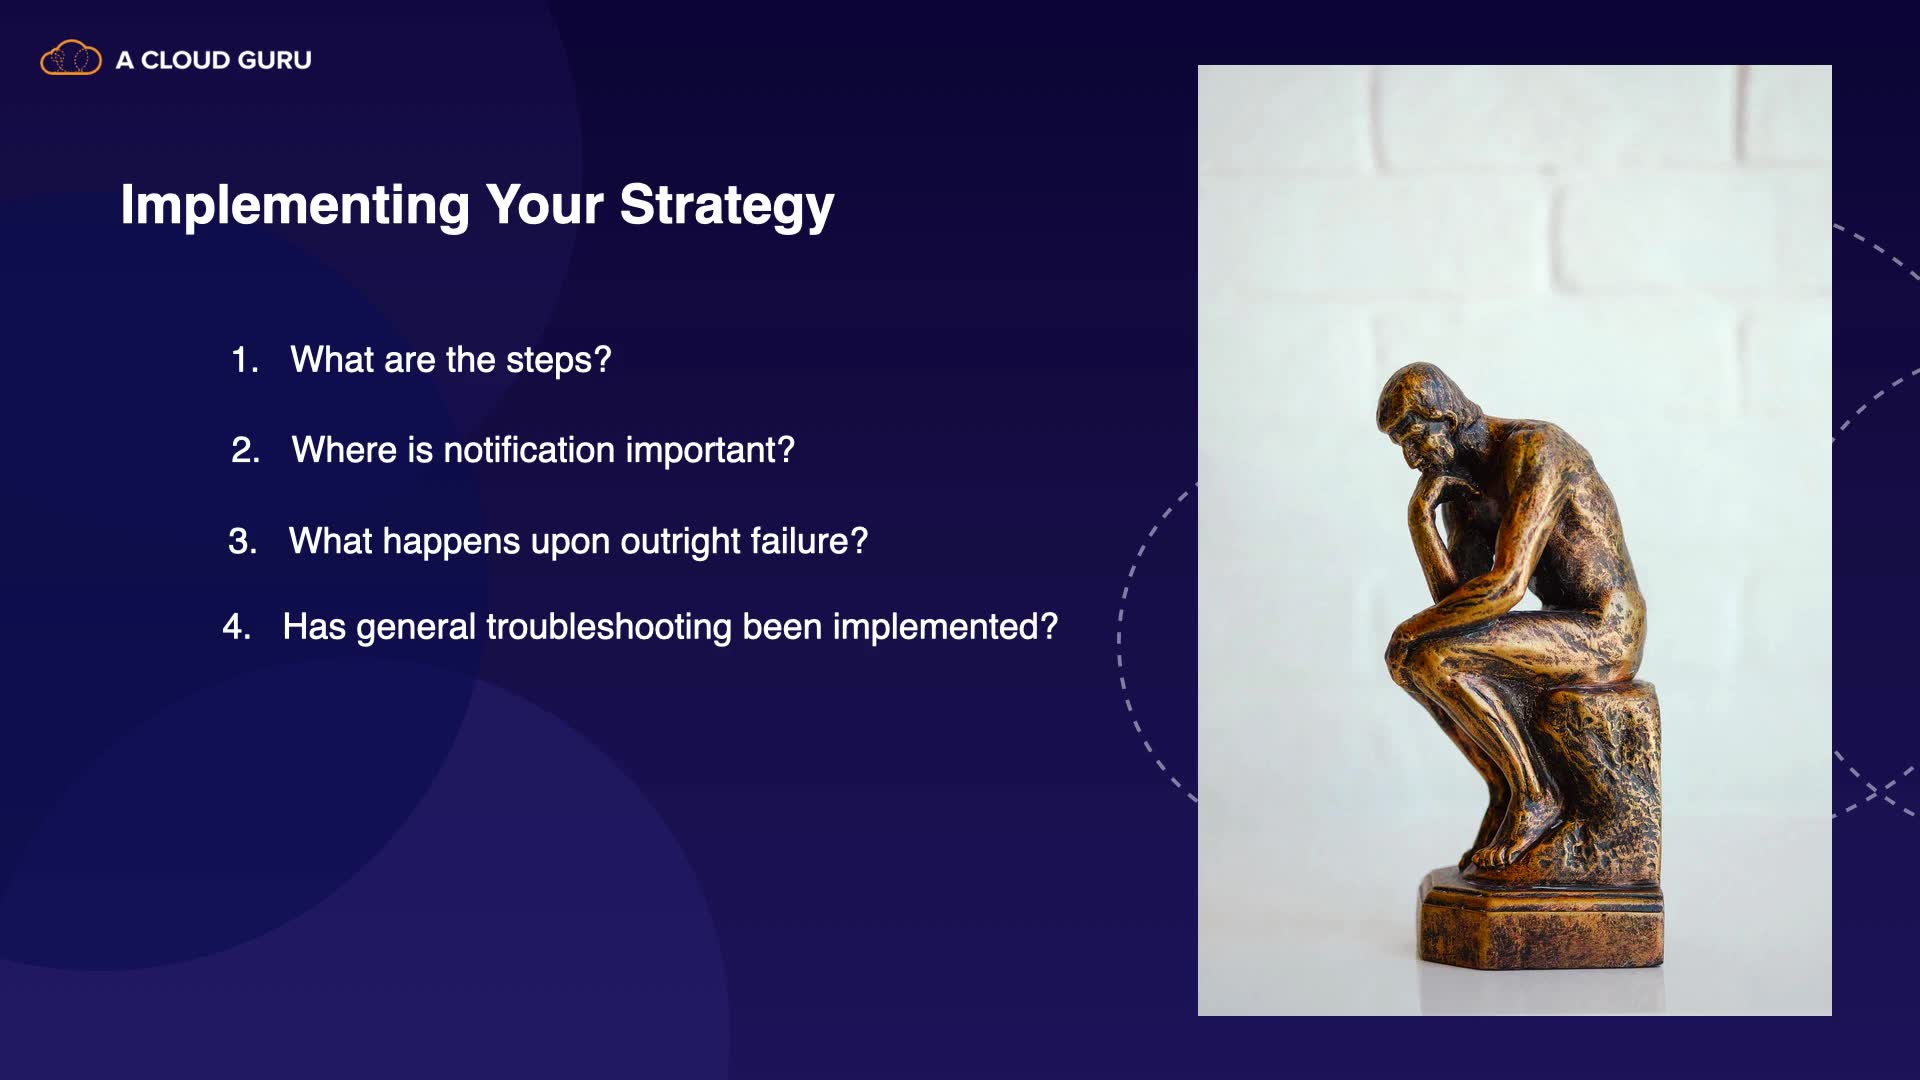 A CLOUD GURU
Implementing Your Strategy
1. What are the steps?
2. Where is notification important?
3. What happens upon outright failure?
4. Has general troubleshooting been implemented?